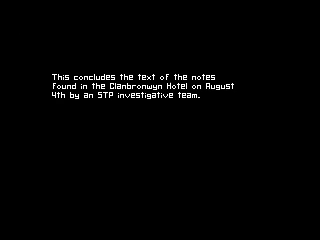 This concludes the text of the notes
found in the Clanbronwyn Hotel on August
4th by an STP investigative team.